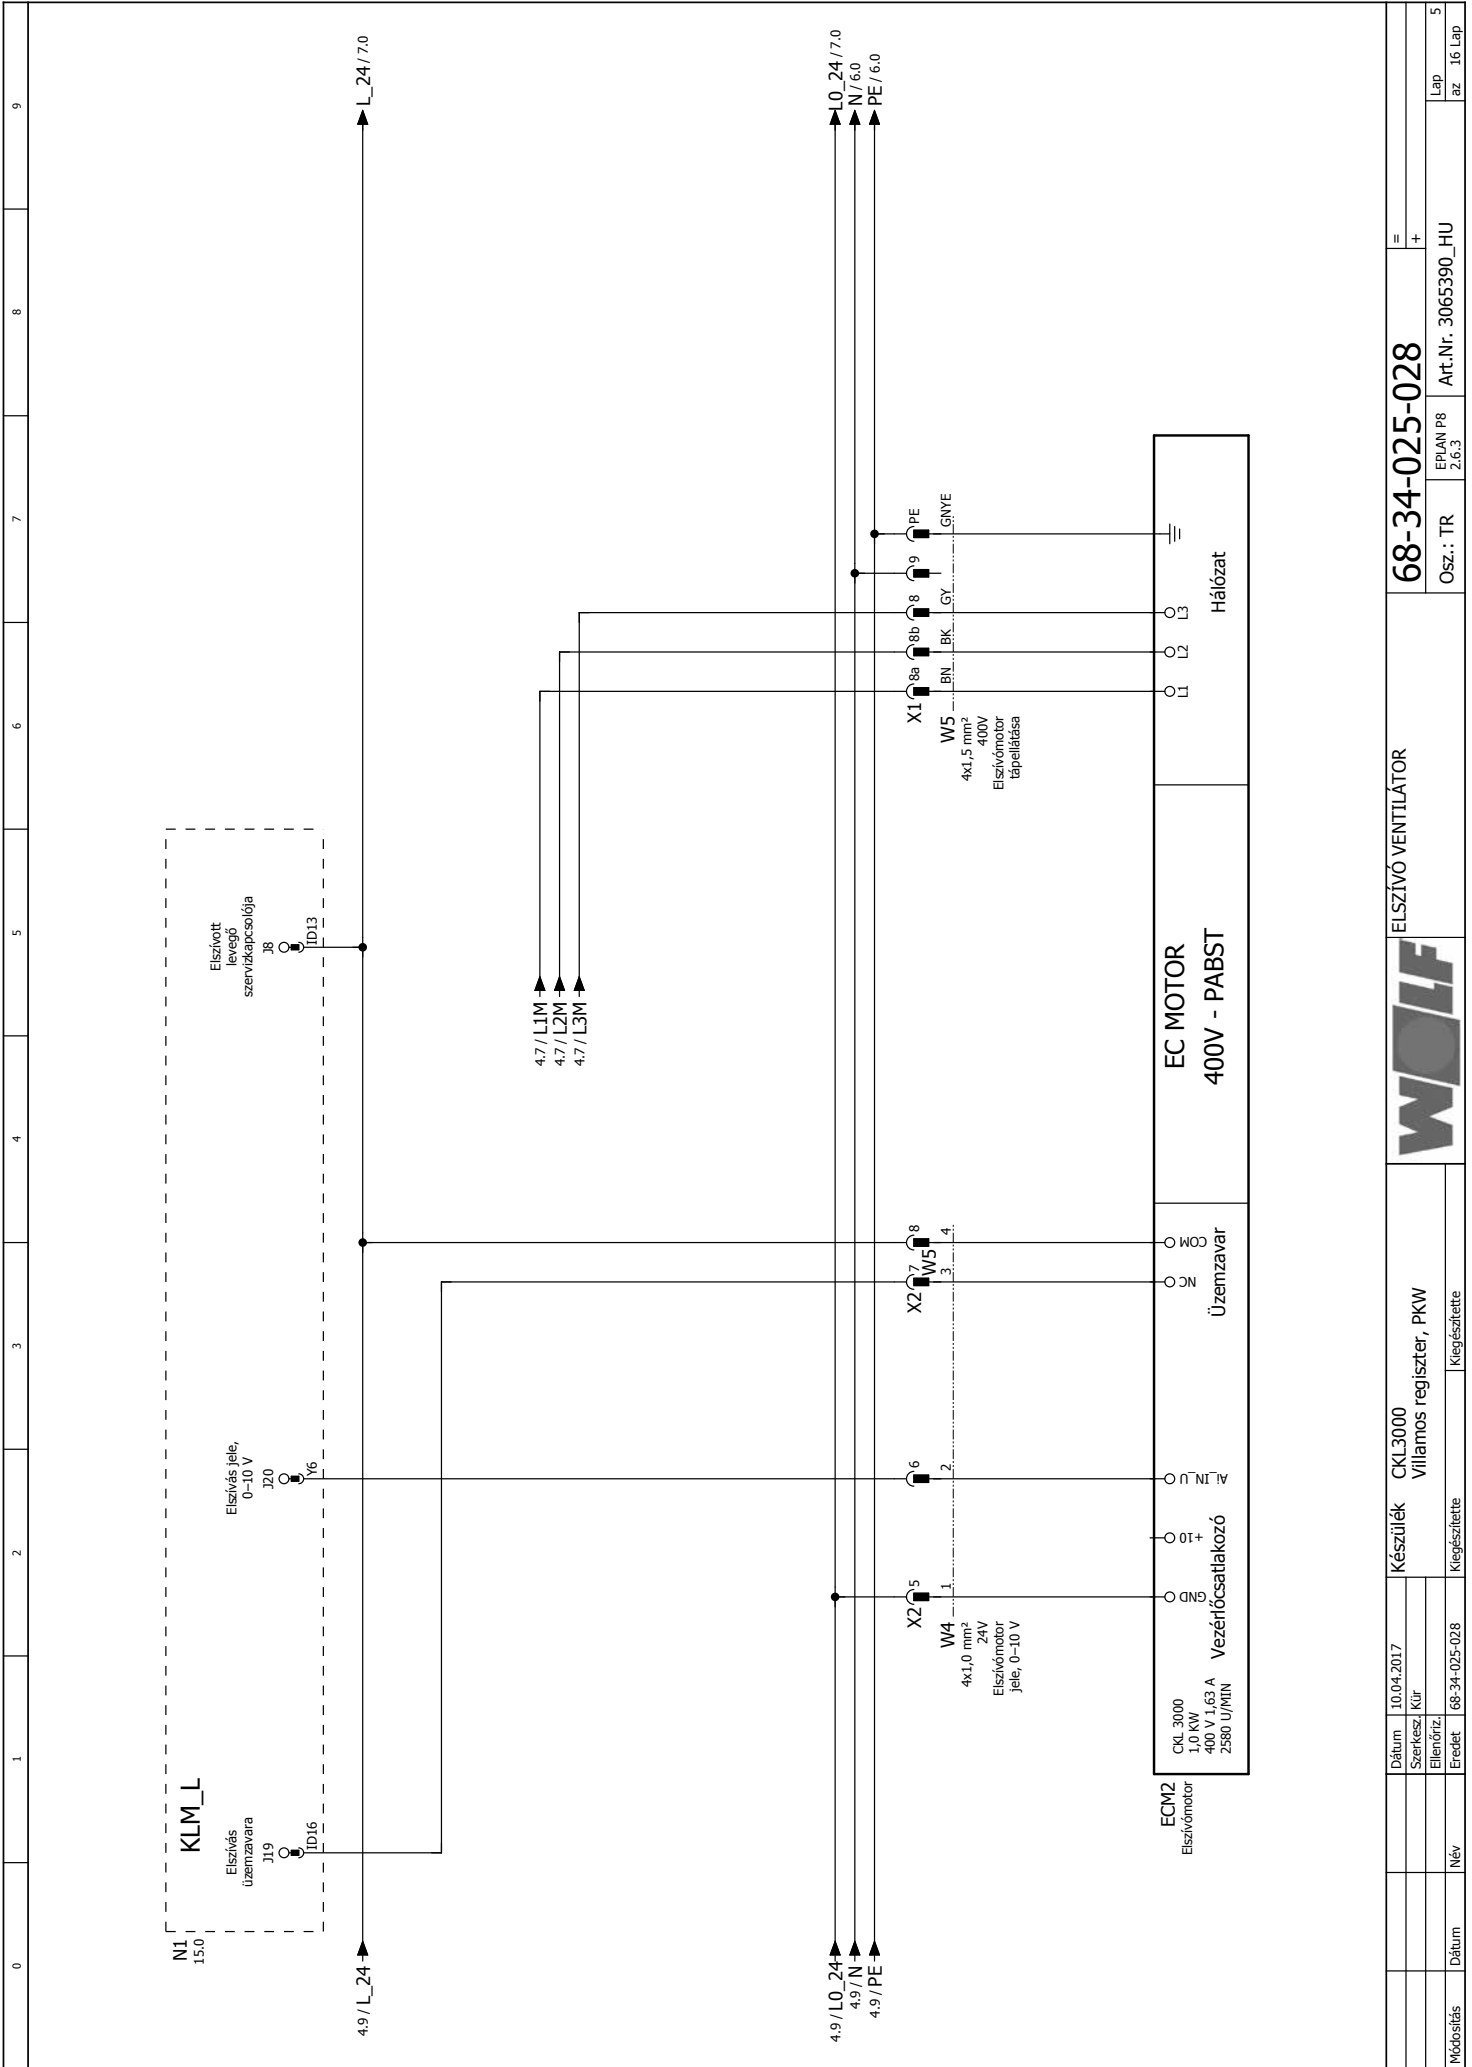 0 1 2 3 4 5 6 7 8 9
N1
15.0
KLM_L
Elszívás
üzemzavara
J19
ID16
Elszívás jele,
0–10 V
J20
Y6
Elszívott
levegő
szervizkapcsolója
J8
ID13
4.9 / L_24
L_24 / 7.0
4.7 / L1M
4.7 / L2M
4.7 / L3M
4.9 / L0_24
4.9 / N
4.9 / PE
L0_24 / 7.0
N / 6.0
PE / 6.0
X2 5
6
X2 7
8
W5
X1 8a
8b
8
9
PE
W4
4x1,0 mm²
24V
Elszívómotor
jele, 0–10 V
1
2
3
4
W5
4x1,5 mm²
400V
Elszívómotor
tápellátása
BN
BK
GY
GNYE
ECM2
Elszívómotor
CKL 3000
1,0 KW
400 V 1,63 A
2580 U/MIN
GND
+10
Ai_IN_U
NC
COM
L1
L2
L3
Vezérlőcsatlakozó
Üzemzavar
EC MOTOR
400V - PABST
Hálózat
Módosítás
Dátum
Név
Dátum 10.04.2017
Szerkesz. Kür
Ellenőriz.
Eredet 68-34-025-028
Készülék CKL3000
Villamos regiszter, PKW
Kiegészítette
Kiegészítette
WOLF
ELSZÍVÓ VENTILÁTOR
68-34-025-028
=
+
Osz.: TR
EPLAN P8
2.6.3
Art.Nr. 3065390_HU
Lap 5
az 16 Lap